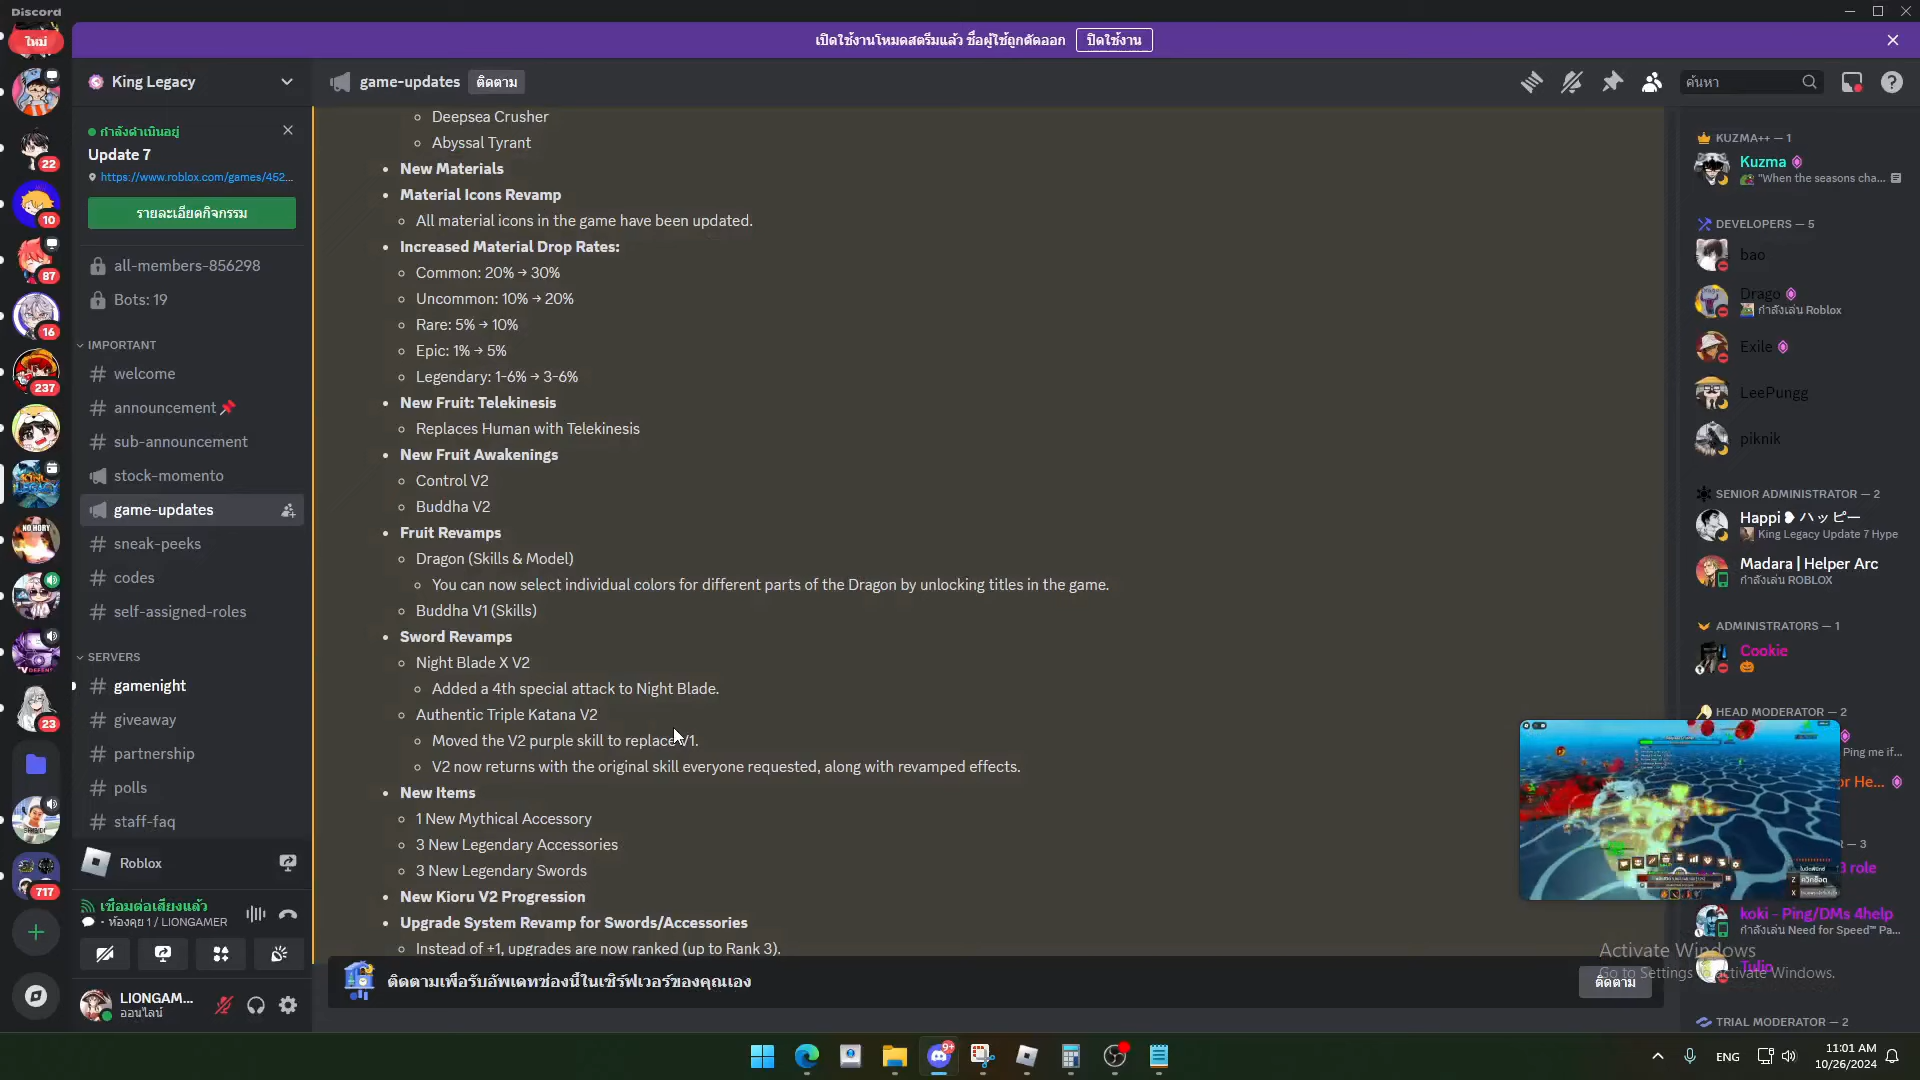 Discord
ใหม่
เปิดใช้งานโหมดสตรีมแล้ว ชื่อผู้ใช้ถูกตัดออก
ปิดใช้งาน
King Legacy
กำลังดำเนินอยู่
Update 7
https://www.roblox.com/games/452...
รายละเอียดกิจกรรม
all-members-856298
Bots: 19
IMPORTANT
welcome
announcement📌
sub-announcement
stock-momento
game-updates
sneak-peeks
codes
self-assigned-roles
SERVERS
gamenight
giveaway
partnership
polls
staff-faq
Roblox
เชื่อมต่อเสียงแล้ว
ห้องคุย 1 / LIONGAMER
LIONGAM...
ออนไลน์
22
10
87
16
237
23
717
game-updates
ติดตาม
ค้นหา
◦ Deepsea Crusher
◦ Abyssal Tyrant
• New Materials
• Material Icons Revamp
◦ All material icons in the game have been updated.
• Increased Material Drop Rates:
◦ Common: 20% → 30%
◦ Uncommon: 10% → 20%
◦ Rare: 5% → 10%
◦ Epic: 1% → 5%
◦ Legendary: 1-6% → 3-6%
• New Fruit: Telekinesis
◦ Replaces Human with Telekinesis
• New Fruit Awakenings
◦ Control V2
◦ Buddha V2
• Fruit Revamps
◦ Dragon (Skills & Model)
◦ You can now select individual colors for different parts of the Dragon by unlocking titles in the game.
◦ Buddha V1 (Skills)
• Sword Revamps
◦ Night Blade X V2
◦ Added a 4th special attack to Night Blade.
◦ Authentic Triple Katana V2
◦ Moved the V2 purple skill to replace V1.
◦ V2 now returns with the original skill everyone requested, along with revamped effects.
• New Items
◦ 1 New Mythical Accessory
◦ 3 New Legendary Accessories
◦ 3 New Legendary Swords
• New Kioru V2 Progression
• Upgrade System Revamp for Swords/Accessories
◦ Instead of +1, upgrades are now ranked (up to Rank 3).
ติดตามเพื่อรับอัพเดทช่องนี้ในเซิร์ฟเวอร์ของคุณเอง
ติดตาม
KUZMA++ — 1
Kuzma
"When the seasons cha...
DEVELOPERS — 5
bao
Drago
กำลังเล่น Roblox
Exile
LeePungg
piknik
SENIOR ADMINISTRATOR — 2
Happi ❥ ハッピー
King Legacy Update 7 Hype
Madara | Helper Arc
กำลังเล่น ROBLOX
ADMINISTRATORS — 1
Cookie
HEAD MODERATOR — 2
Ping me if...
or He...
— 3
3 role
koki - Ping/DMs 4help
กำลังเล่น Need for Speed™ Pa...
Tulio
TRIAL MODERATOR — 2
Activate Windows
Go to Settings to activate Windows.
9+
ENG
11:01 AM
10/26/2024